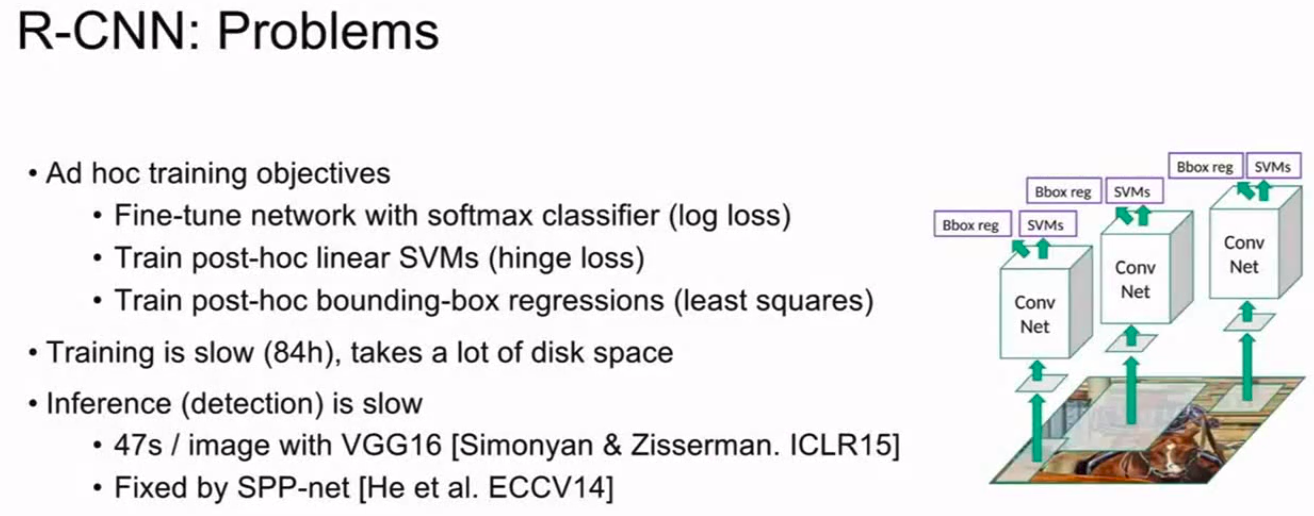 R-CNN: Problems
• Ad hoc training objectives
• Fine-tune network with softmax classifier (log loss)
• Train post-hoc linear SVMs (hinge loss)
• Train post-hoc bounding-box regressions (least squares)
• Training is slow (84h), takes a lot of disk space
• Inference (detection) is slow
• 47s / image with VGG16 [Simonyan & Zisserman. ICLR15]
• Fixed by SPP-net [He et al. ECCV14]
Bbox reg SVMs
Bbox reg SVMs
Bbox reg SVMs
Conv
Net
Conv
Net
Conv
Net